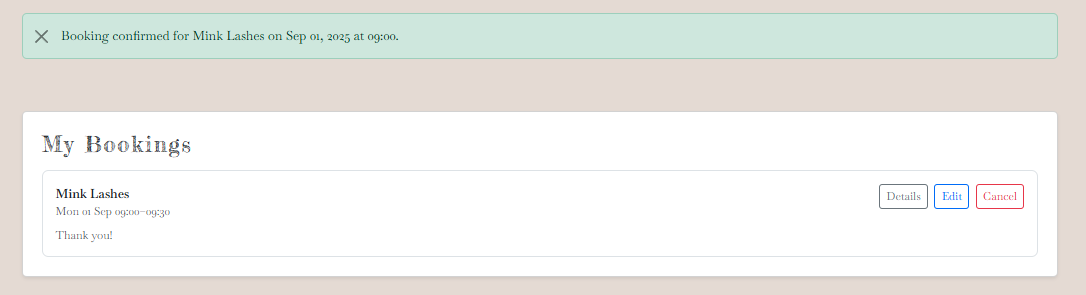 Booking confirmed for Mink Lashes on Sep 01, 2025 at 09:00.
My Bookings
Mink Lashes
Details Edit Cancel
Mon 01 Sep 09:00–09:30
Thank you!